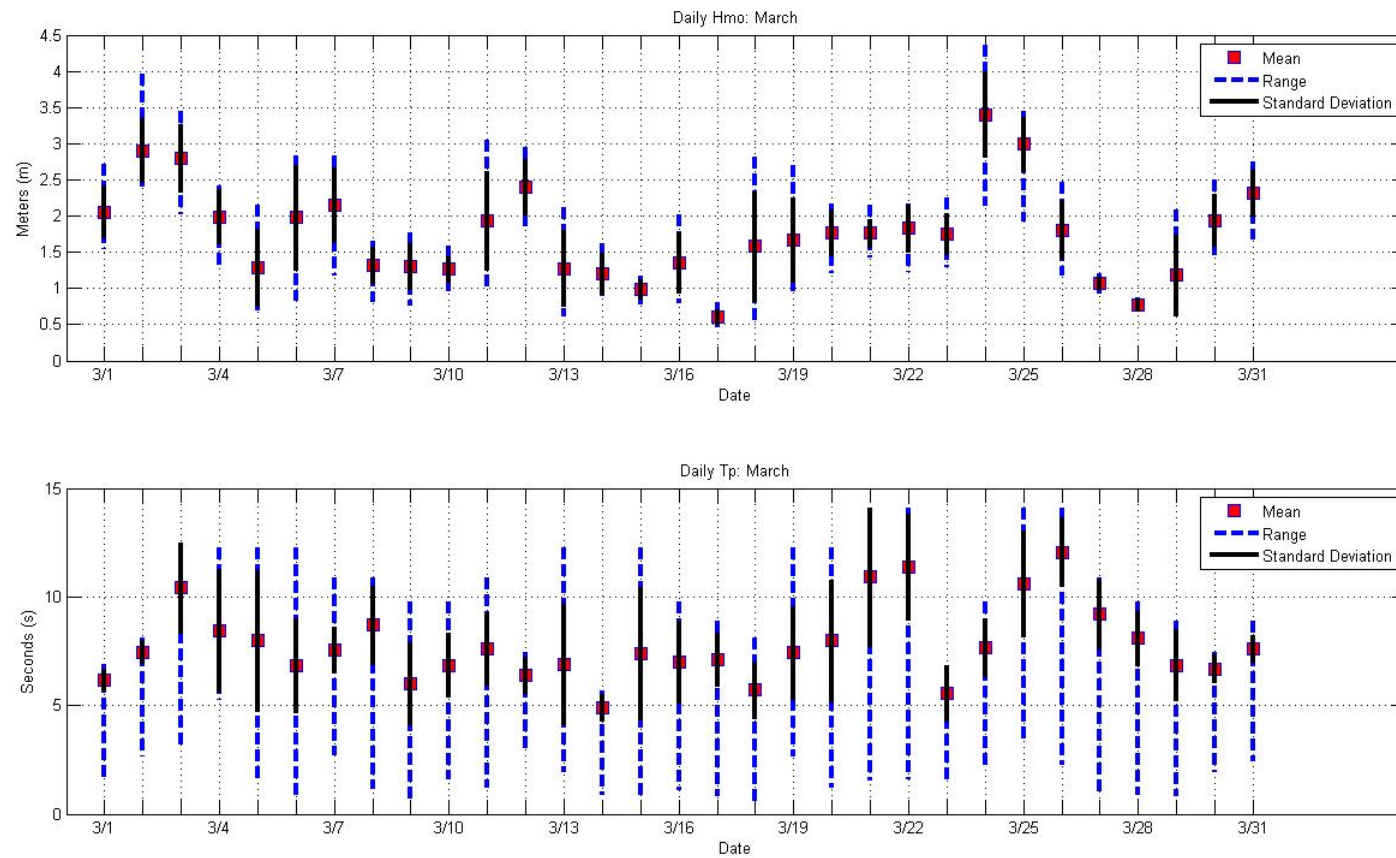 Daily Hmo: March
4.5
4
3.5
3
2.5
2
1.5
1
0.5
0
Meters (m)
Mean
Range
Standard Deviation
3/1 3/4 3/7 3/10 3/13 3/16 3/19 3/22 3/25 3/28 3/31
Date
Daily Tp: March
15
10
5
0
Seconds (s)
Mean
Range
Standard Deviation
3/1 3/4 3/7 3/10 3/13 3/16 3/19 3/22 3/25 3/28 3/31
Date